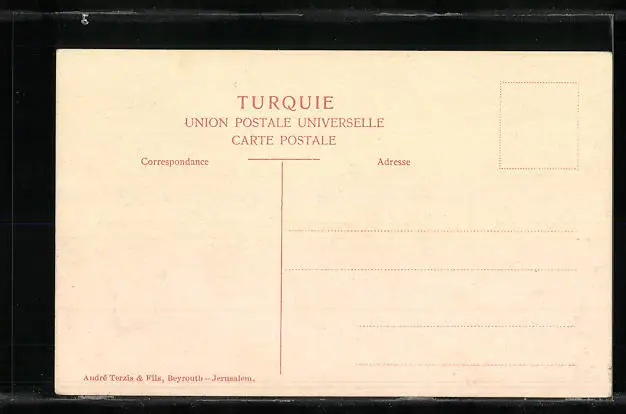 TURQUIE
UNION POSTALE UNIVERSELLE
CARTE POSTALE
Correspondance
Adresse
André Terzis & Fils, Beyrouth—Jerusalem.